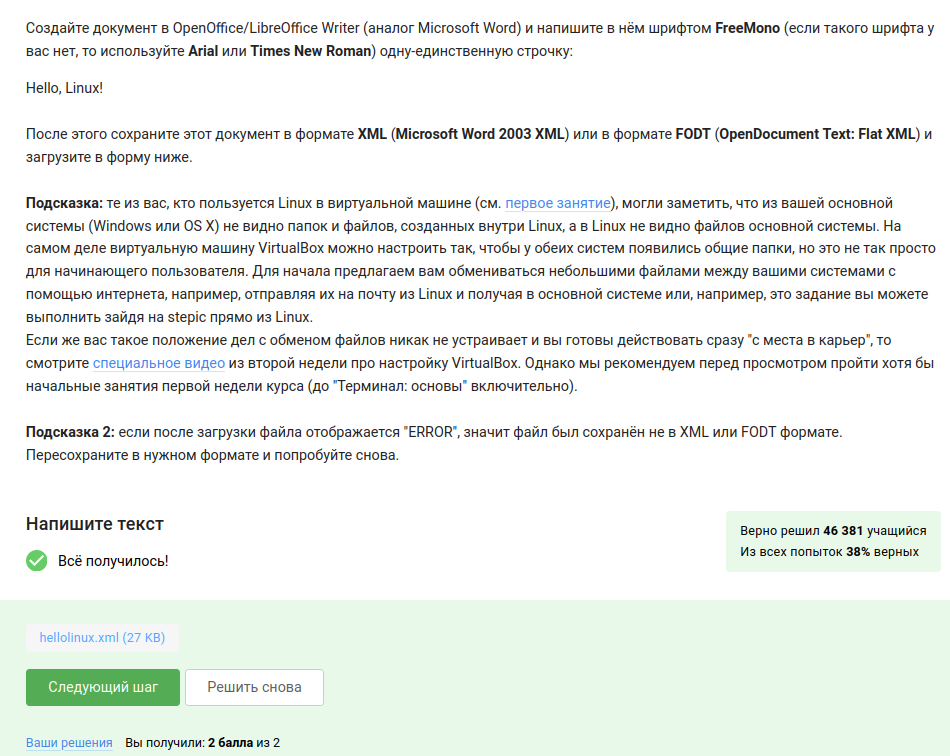 Создайте документ в OpenOffice/LibreOffice Writer (аналог Microsoft Word) и напишите в нём шрифтом FreeMono (если такого шрифта у
вас нет, то используйте Arial или Times New Roman) одну-единственную строчку:
Hello, Linux!
После этого сохраните этот документ в формате XML (Microsoft Word 2003 XML) или в формате FODT (OpenDocument Text: Flat XML) и
загрузите в форму ниже.
Подсказка: те из вас, кто пользуется Linux в виртуальной машине (см. первое занятие), могли заметить, что из вашей основной
системы (Windows или OS X) не видно папок и файлов, созданных внутри Linux, а в Linux не видно файлов основной системы. На
самом деле виртуальную машину VirtualBox можно настроить так, чтобы у обеих систем появились общие папки, но это не так просто
для начинающего пользователя. Для начала предлагаем вам обмениваться небольшими файлами между вашими системами с
помощью интернета, например, отправляя их на почту из Linux и получая в основной системе или, например, это задание вы можете
выполнить зайдя на stepic прямо из Linux.
Если же вас такое положение дел с обменом файлов никак не устраивает и вы готовы действовать сразу "с места в карьер", то
смотрите специальное видео из второй недели про настройку VirtualBox. Однако мы рекомендуем перед просмотром пройти хотя бы
начальные занятия первой недели курса (до "Терминал: основы" включительно).
Подсказка 2: если после загрузки файла отображается "ERROR", значит файл был сохранён не в XML или FODT формате.
Пересохраните в нужном формате и попробуйте снова.
Напишите текст
Верно решил 46 381 учащийся
Из всех попыток 38% верных
Всё получилось!
hellolinux.xml (27 KB)
Следующий шаг Решить снова
Ваши решения Вы получили: 2 балла из 2